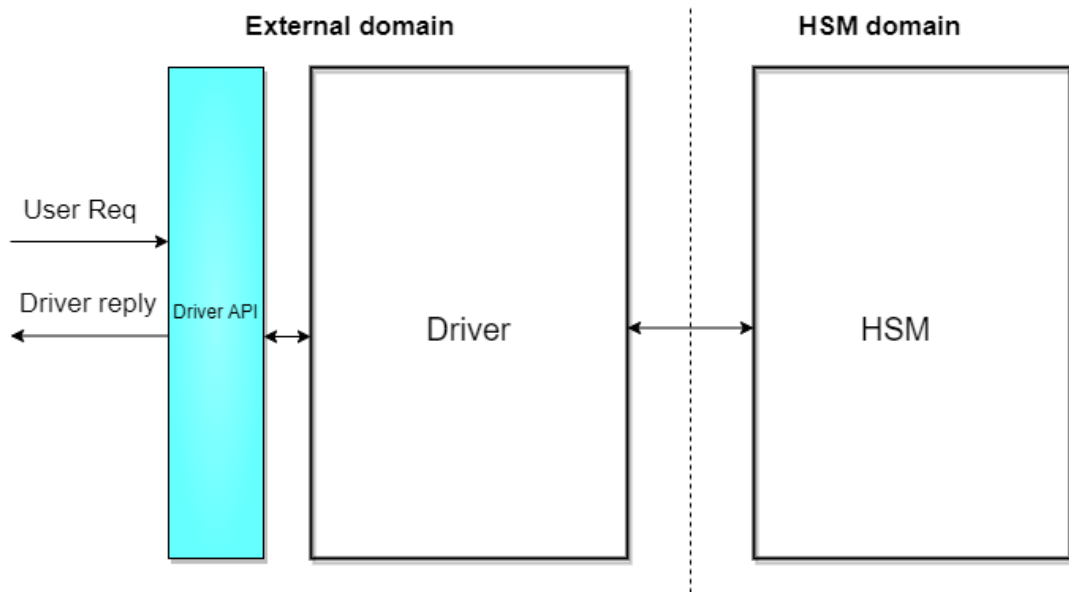 External domain
HSM domain
User Req
Driver reply
Driver API
Driver
HSM